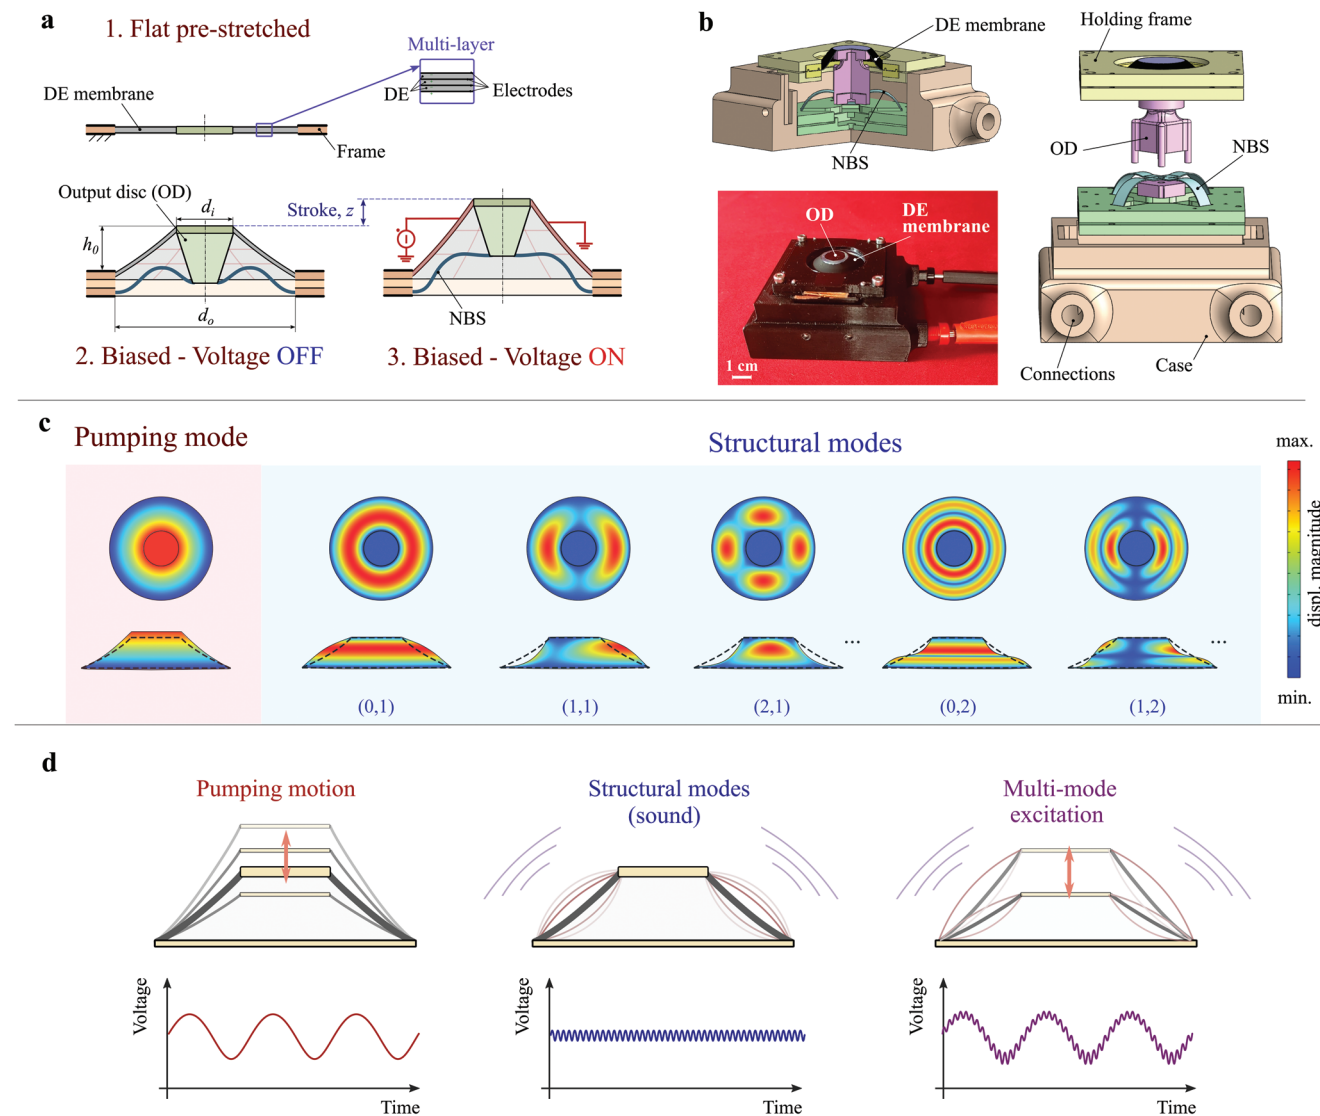 a
1. Flat pre-stretched
Multi-layer
DE
Electrodes
DE membrane
Frame
Output disc (OD)
dᵢ
h₀
dₒ
Stroke, z
NBS
2. Biased - Voltage OFF
3. Biased - Voltage ON
b
DE membrane
NBS
Holding frame
OD
NBS
Connections
Case
OD
DE
membrane
1 cm
c
Pumping mode
Structural modes
max.
displ. magnitude
min.
...
...
(0,1)
(1,1)
(2,1)
(0,2)
(1,2)
d
Pumping motion
Structural modes
(sound)
Multi-mode
excitation
Voltage
Time
Voltage
Time
Voltage
Time